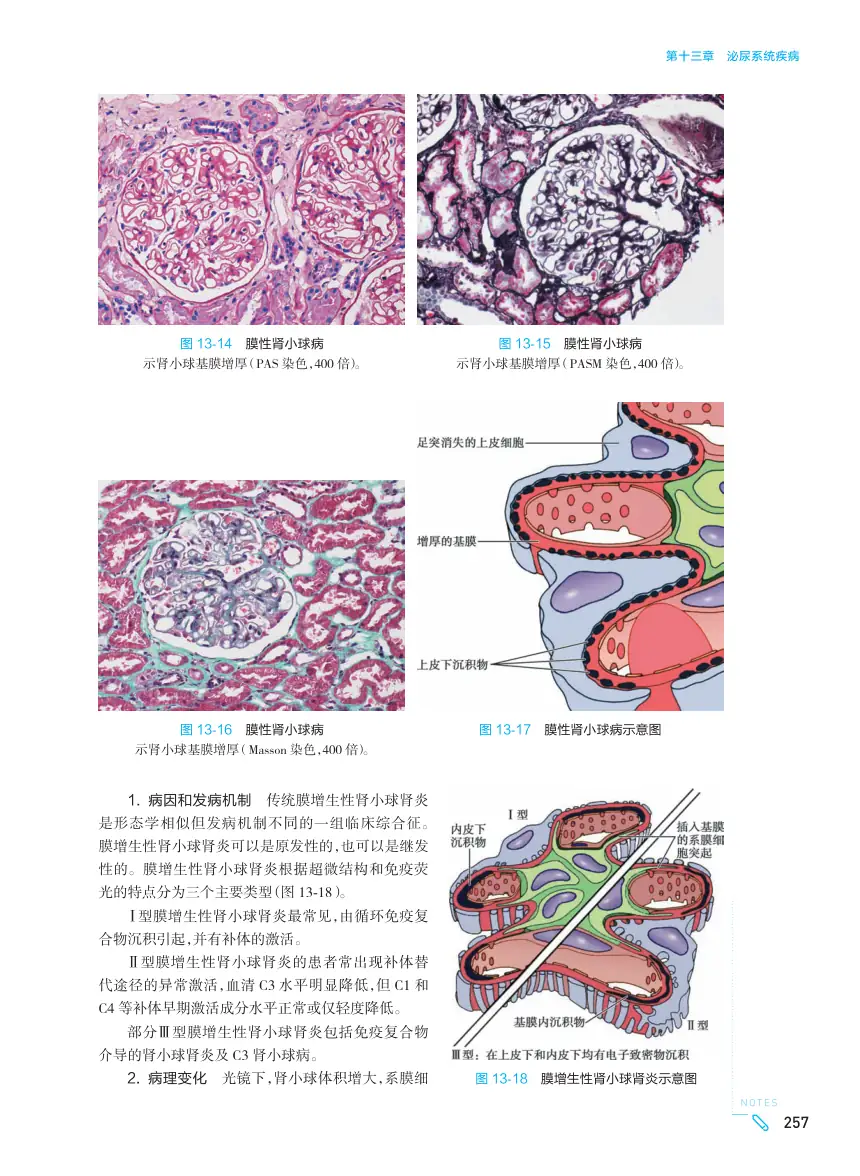 第十三章　泌尿系统疾病
图 13-14　膜性肾小球病
示肾小球基膜增厚（PAS 染色，400 倍）。
图 13-15　膜性肾小球病
示肾小球基膜增厚（PASM 染色，400 倍）。
足突消失的上皮细胞
增厚的基膜
上皮下沉积物
图 13-16　膜性肾小球病
示肾小球基膜增厚（Masson 染色，400 倍）。
图 13-17　膜性肾小球病示意图
1. 病因和发病机制　传统膜增生性肾小球肾炎
是形态学相似但发病机制不同的一组临床综合征。
膜增生性肾小球肾炎可以是原发性的，也可以是继发
性的。膜增生性肾小球肾炎根据超微结构和免疫荧
光的特点分为三个主要类型（图 13-18）。
Ⅰ型膜增生性肾小球肾炎最常见，由循环免疫复
合物沉积引起，并有补体的激活。
Ⅱ型膜增生性肾小球肾炎的患者常出现补体替
代途径的异常激活，血清 C3 水平明显降低，但 C1 和
C4 等补体早期激活成分水平正常或仅轻度降低。
部分Ⅲ型膜增生性肾小球肾炎包括免疫复合物
介导的肾小球肾炎及 C3 肾小球病。
2. 病理变化　光镜下，肾小球体积增大，系膜细
Ⅰ型
内皮下
沉积物
插入基膜
的系膜细
胞突起
基膜内沉积物
Ⅱ型
Ⅲ型：在上皮下和内皮下均有电子致密物沉积
图 13-18　膜增生性肾小球肾炎示意图
NOTES
257